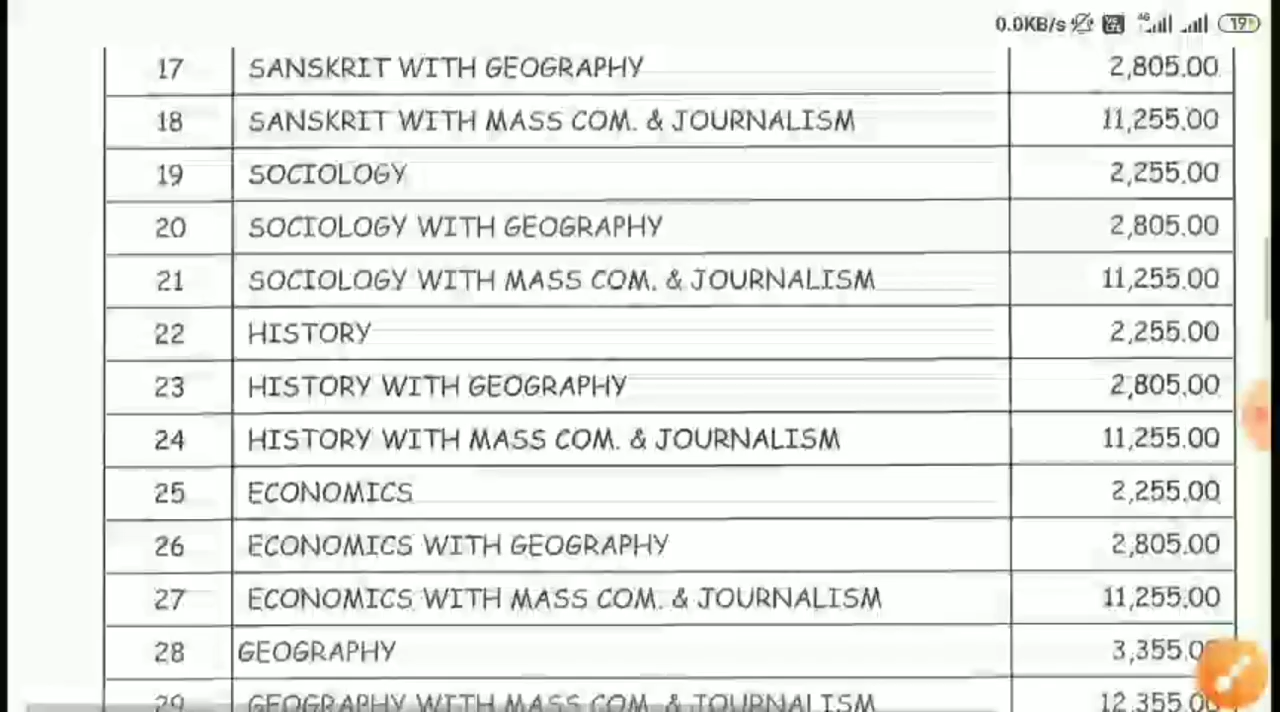 0.0KB/s 4G 19
17 SANSKRIT WITH GEOGRAPHY 2,805.00
18 SANSKRIT WITH MASS COM. & JOURNALISM 11,255.00
19 SOCIOLOGY 2,255.00
20 SOCIOLOGY WITH GEOGRAPHY 2,805.00
21 SOCIOLOGY WITH MASS COM. & JOURNALISM 11,255.00
22 HISTORY 2,255.00
23 HISTORY WITH GEOGRAPHY 2,805.00
24 HISTORY WITH MASS COM. & JOURNALISM 11,255.00
25 ECONOMICS 2,255.00
26 ECONOMICS WITH GEOGRAPHY 2,805.00
27 ECONOMICS WITH MASS COM. & JOURNALISM 11,255.00
28 GEOGRAPHY 3,355.0
29 GEOGRAPHY WITH MASS COM. & JOURNALISM 12,355.00